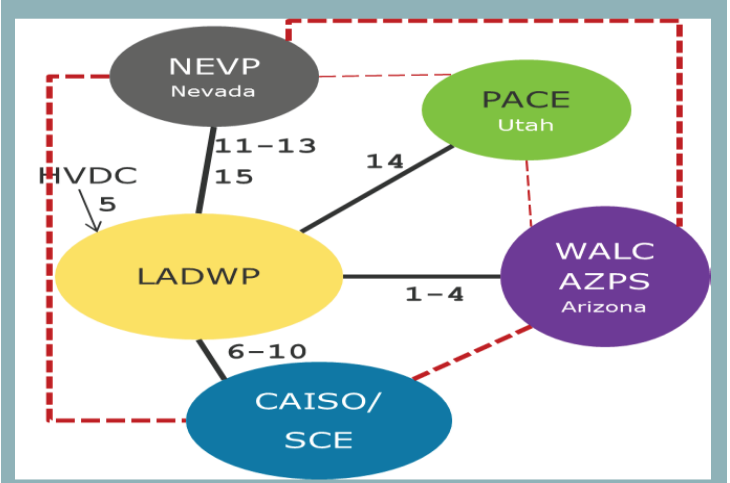 NEVP
Nevada
PACE
Utah
11-13
15
14
HVDC
5
LADWP
WALC
AZPS
Arizona
1-4
6-10
CAISO/
SCE